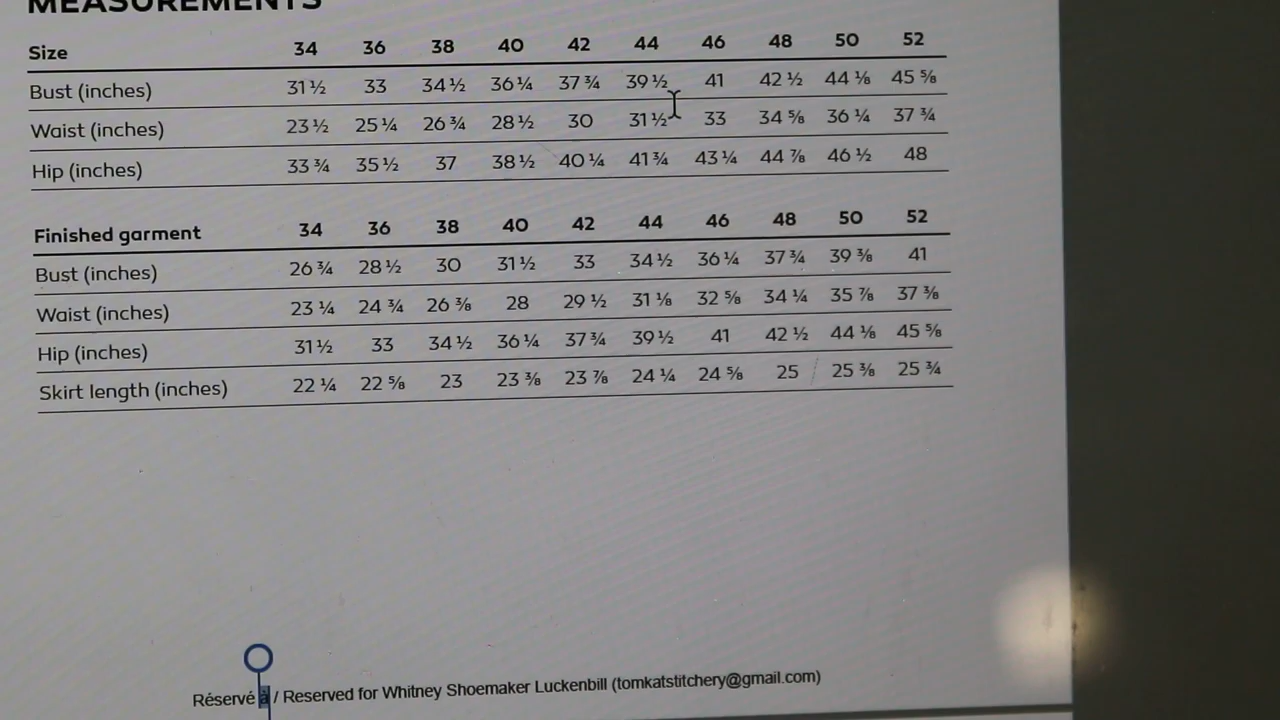 MEASUREMENTS
Size 34 36 38 40 42 44 46 48 50 52
Bust (inches) 31 ½ 33 34 ½ 36 ¼ 37 ¾ 39 ½ 41 42 ½ 44 ⅛ 45 ⅝
Waist (inches) 23 ½ 25 ¼ 26 ¾ 28 ½ 30 31 ½ 33 34 ⅝ 36 ¼ 37 ¾
Hip (inches) 33 ¾ 35 ½ 37 38 ½ 40 ¼ 41 ¾ 43 ¼ 44 ⅞ 46 ½ 48
Finished garment 34 36 38 40 42 44 46 48 50 52
Bust (inches) 26 ¾ 28 ½ 30 31 ½ 33 34 ½ 36 ¼ 37 ¾ 39 ⅜ 41
Waist (inches) 23 ¼ 24 ¾ 26 ⅜ 28 29 ½ 31 ⅛ 32 ⅝ 34 ¼ 35 ⅞ 37 ⅜
Hip (inches) 31 ½ 33 34 ½ 36 ¼ 37 ¾ 39 ½ 41 42 ½ 44 ⅛ 45 ⅝
Skirt length (inches) 22 ¼ 22 ⅝ 23 23 ⅜ 23 ⅞ 24 ¼ 24 ⅝ 25 25 ⅜ 25 ¾
Réservé à / Reserved for Whitney Shoemaker Luckenbill (tomkatstitchery@gmail.com)